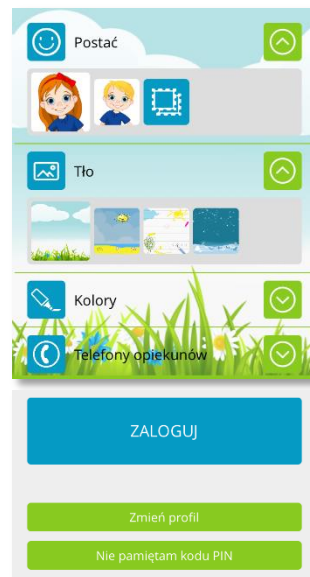 Postać
Tło
Kolory
Telefony opiekunów
ZALOGUJ
Zmień profil
Nie pamiętam kodu PIN